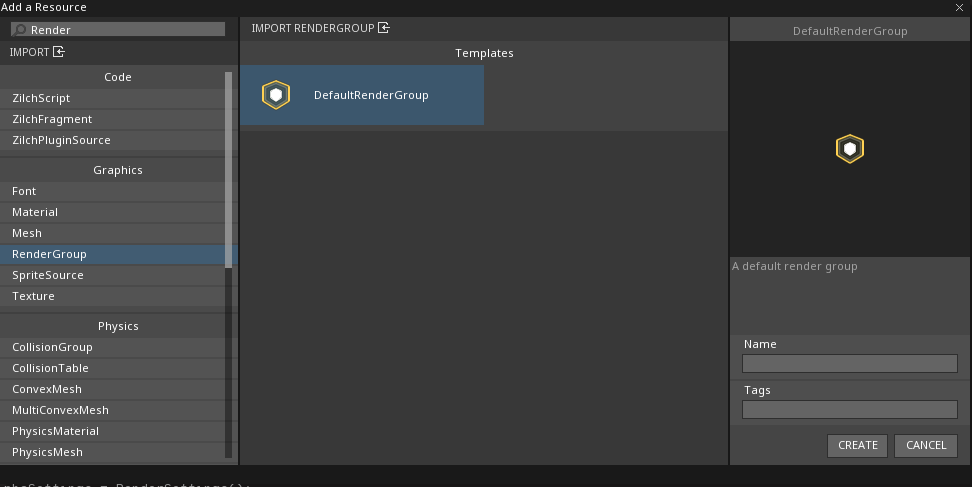 Add a Resource
Render
IMPORT
Code
ZilchScript
ZilchFragment
ZilchPluginSource
Graphics
Font
Material
Mesh
RenderGroup
SpriteSource
Texture
Physics
CollisionGroup
CollisionTable
ConvexMesh
MultiConvexMesh
PhysicsMaterial
PhysicsMesh
IMPORT RENDERGROUP
Templates
DefaultRenderGroup
DefaultRenderGroup
A default render group
Name
Tags
CREATE CANCEL
= RenderSettings();